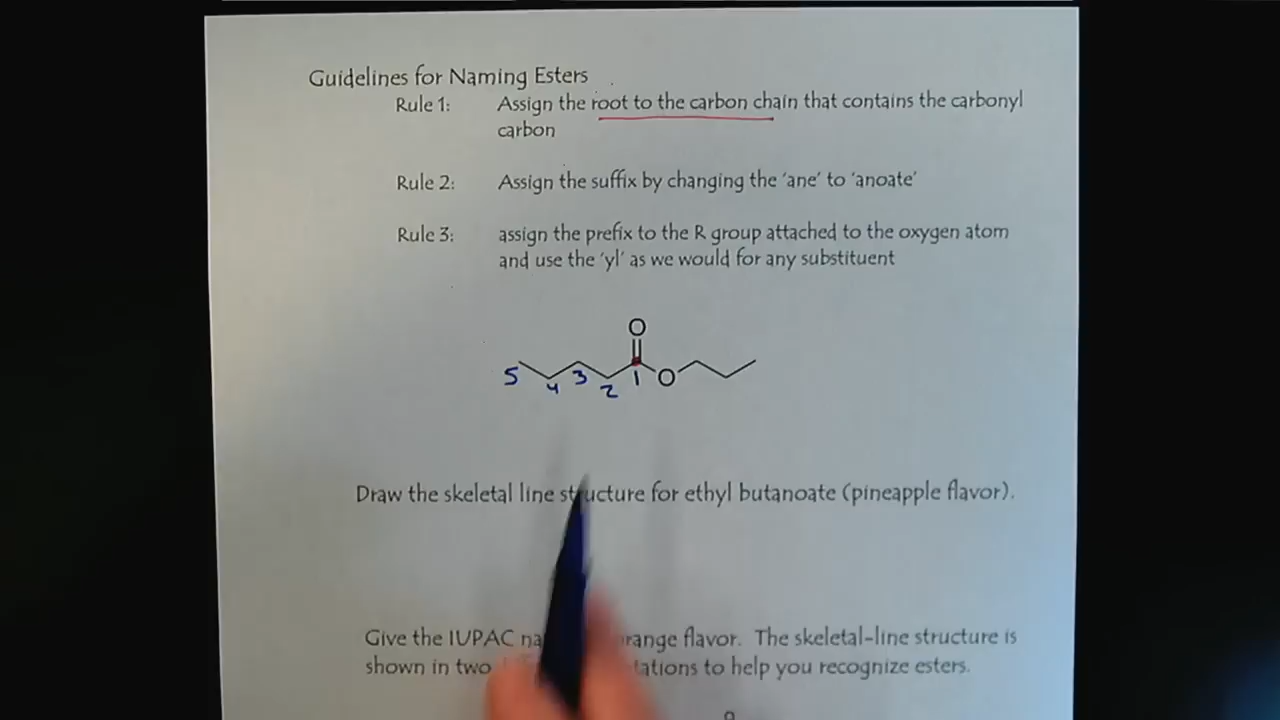 Guidelines for Naming Esters
Rule 1: Assign the root to the carbon chain that contains the carbonyl
carbon
Rule 2: Assign the suffix by changing the ‘ane’ to ‘anoate’
Rule 3: assign the prefix to the R group attached to the oxygen atom
and use the ‘yl’ as we would for any substituent
O
5 4 3 2 1 O
Draw the skeletal line structure for ethyl butanoate (pineapple flavor).
Give the IUPAC flavor. The skeletal-line structure is
shown in two to help you recognize esters.